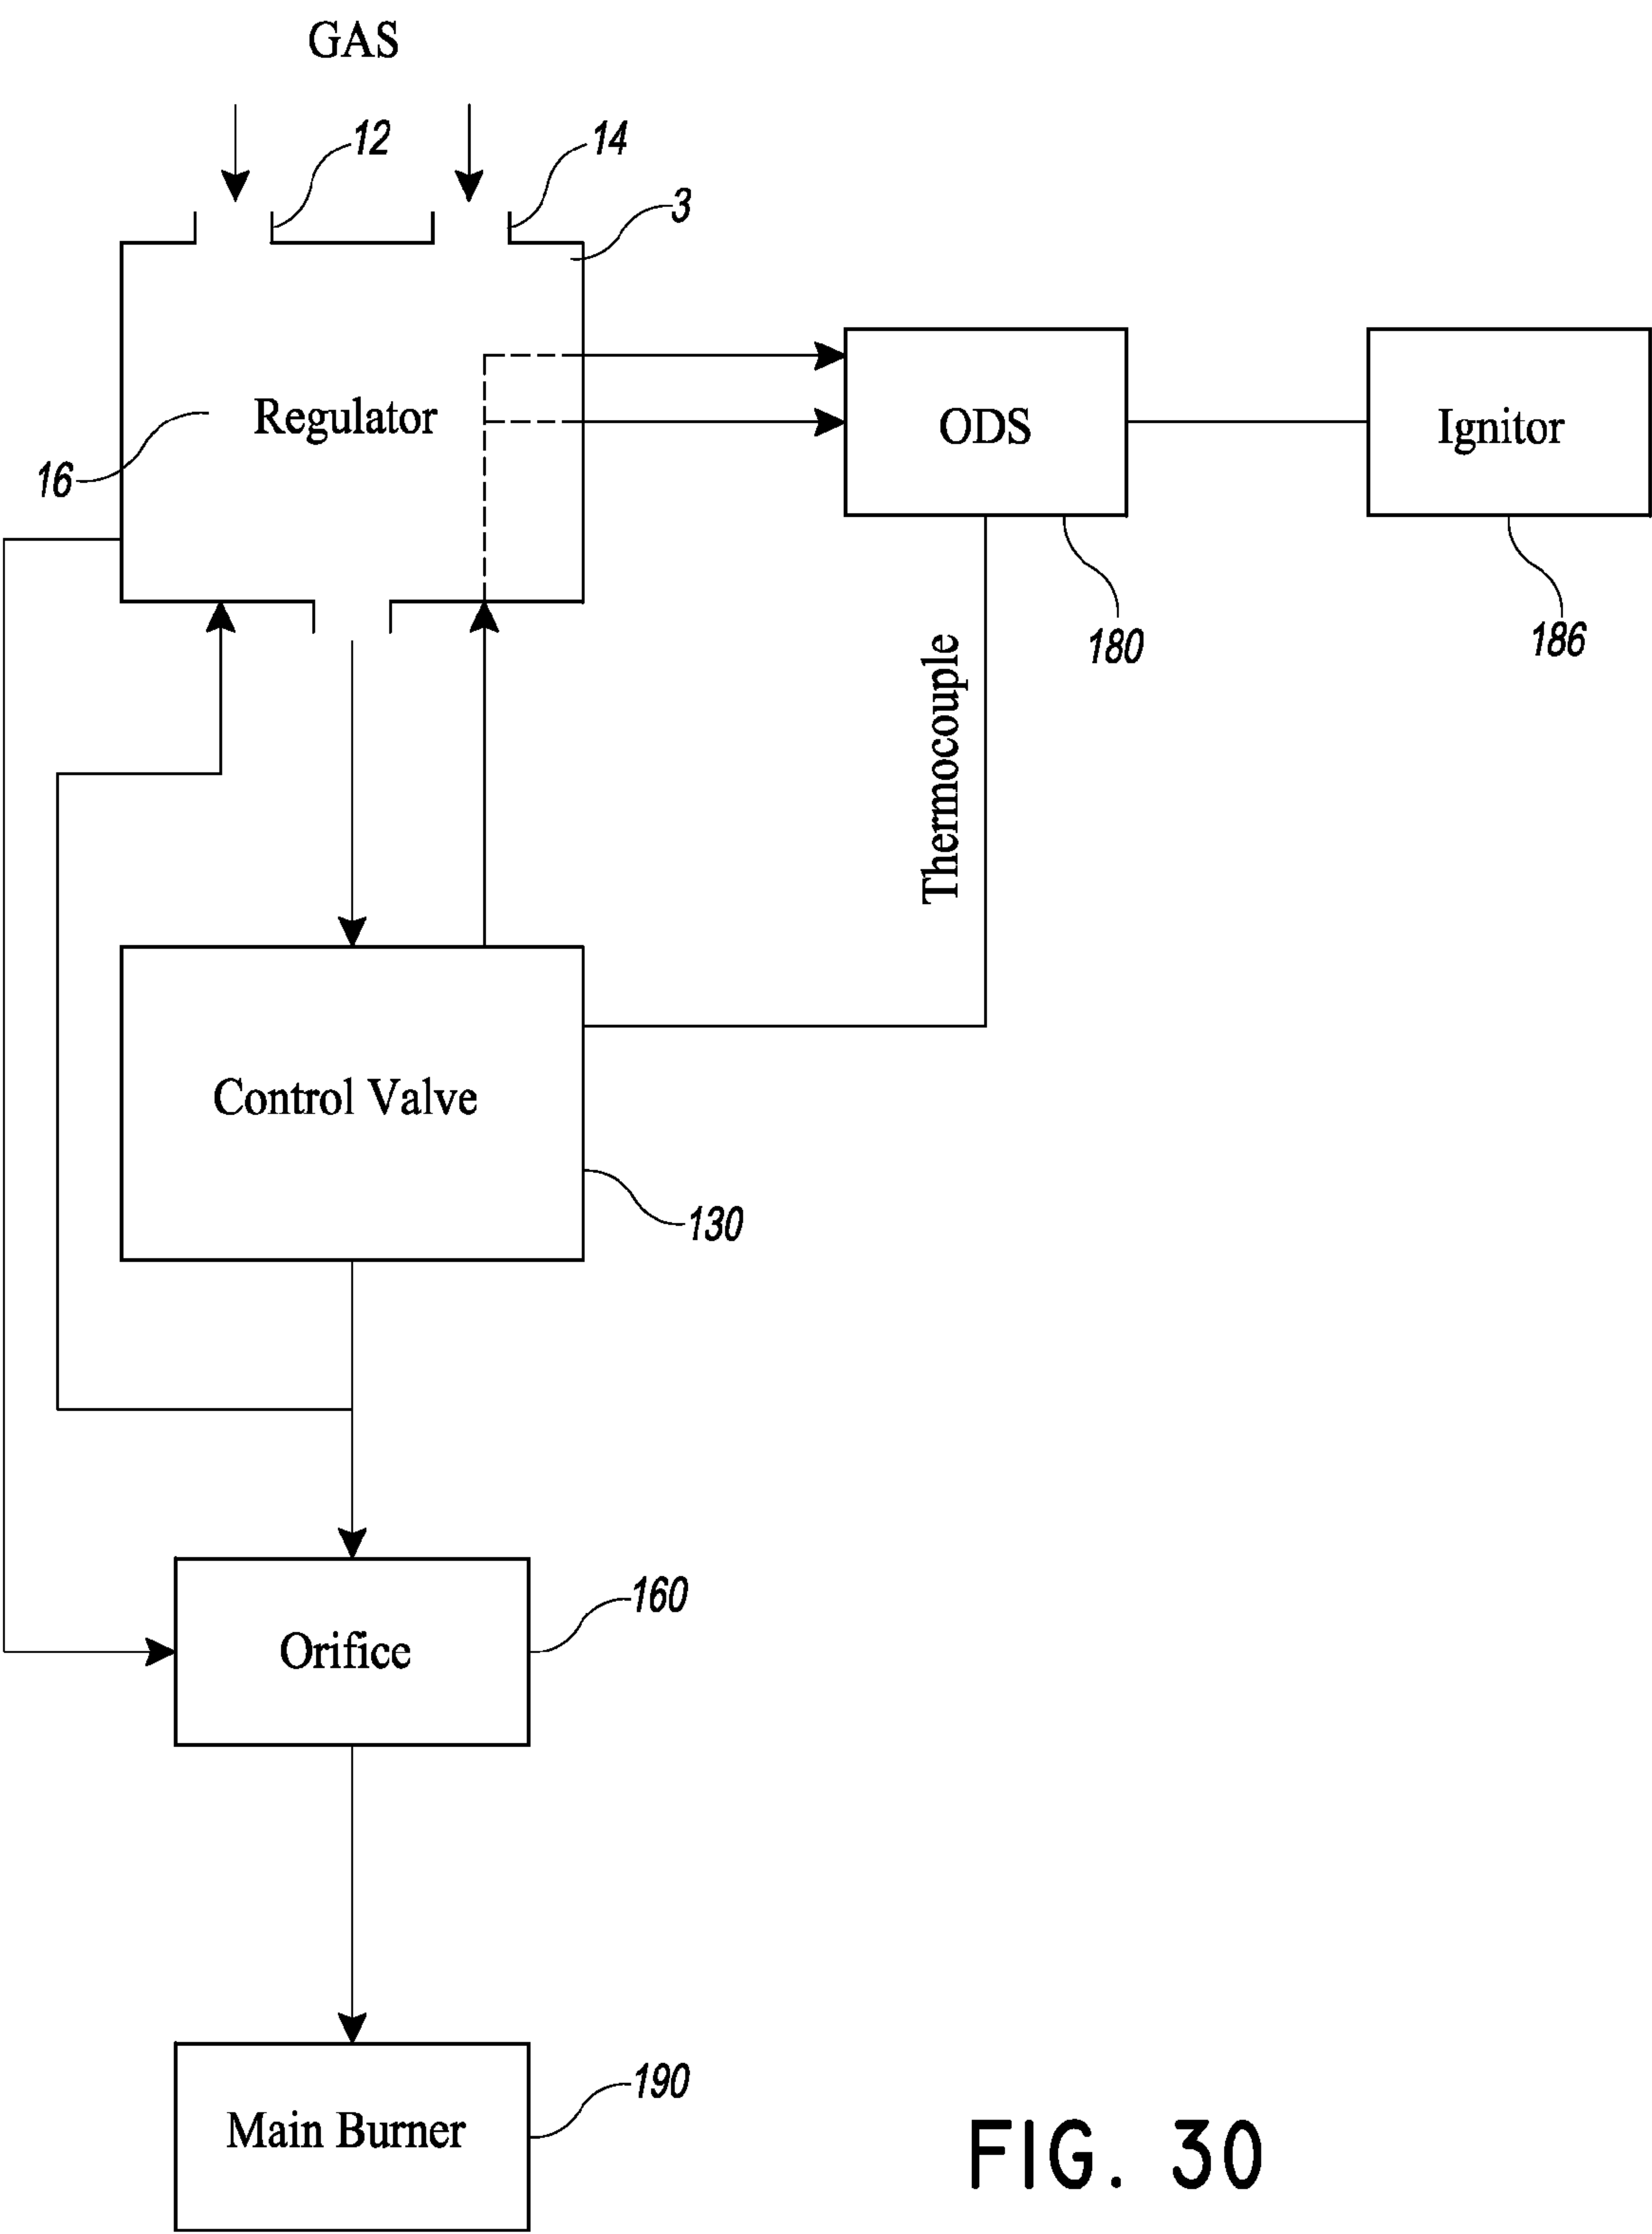 GAS
12
14
3
Regulator
16
ODS
Ignitor
180
186
Thermocouple
Control Valve
130
Orifice
160
Main Burner
190
FIG. 30